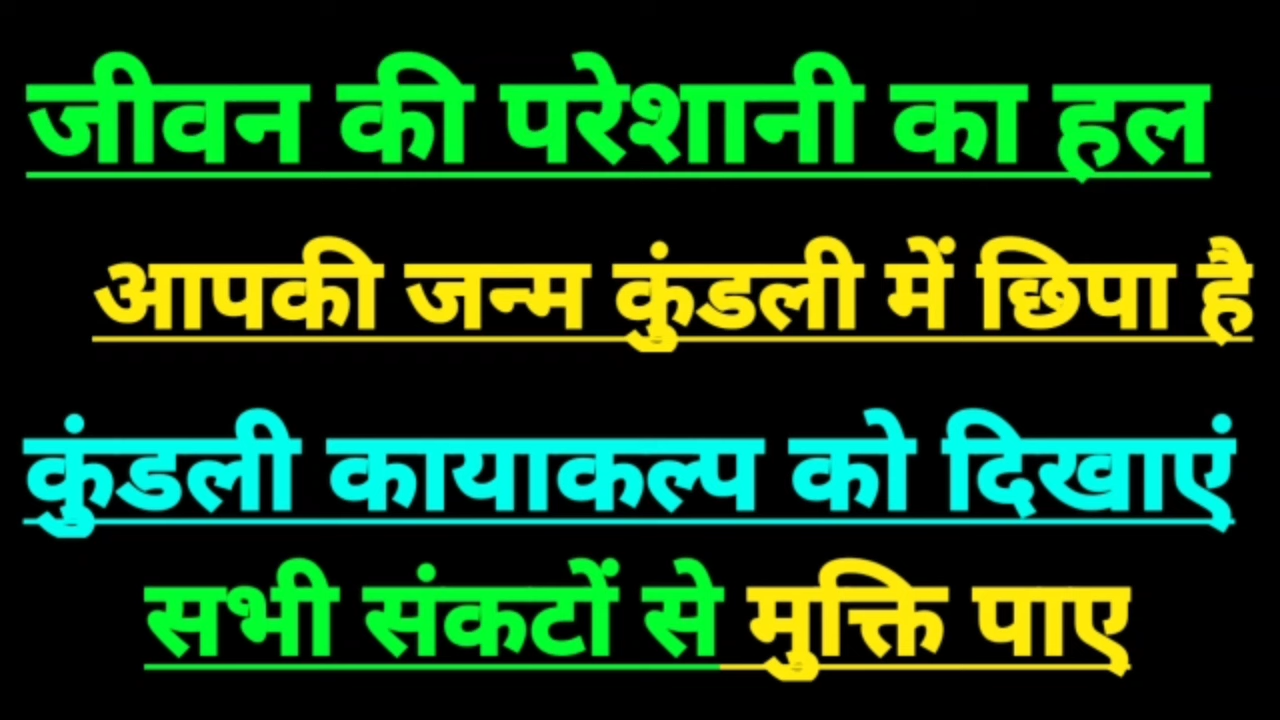 जीवन की परेशानी का हल
आपकी जन्म कुंडली में छिपा है
कुंडली कायाकल्प को दिखाएं
सभी संकटों से मुक्ति पाए